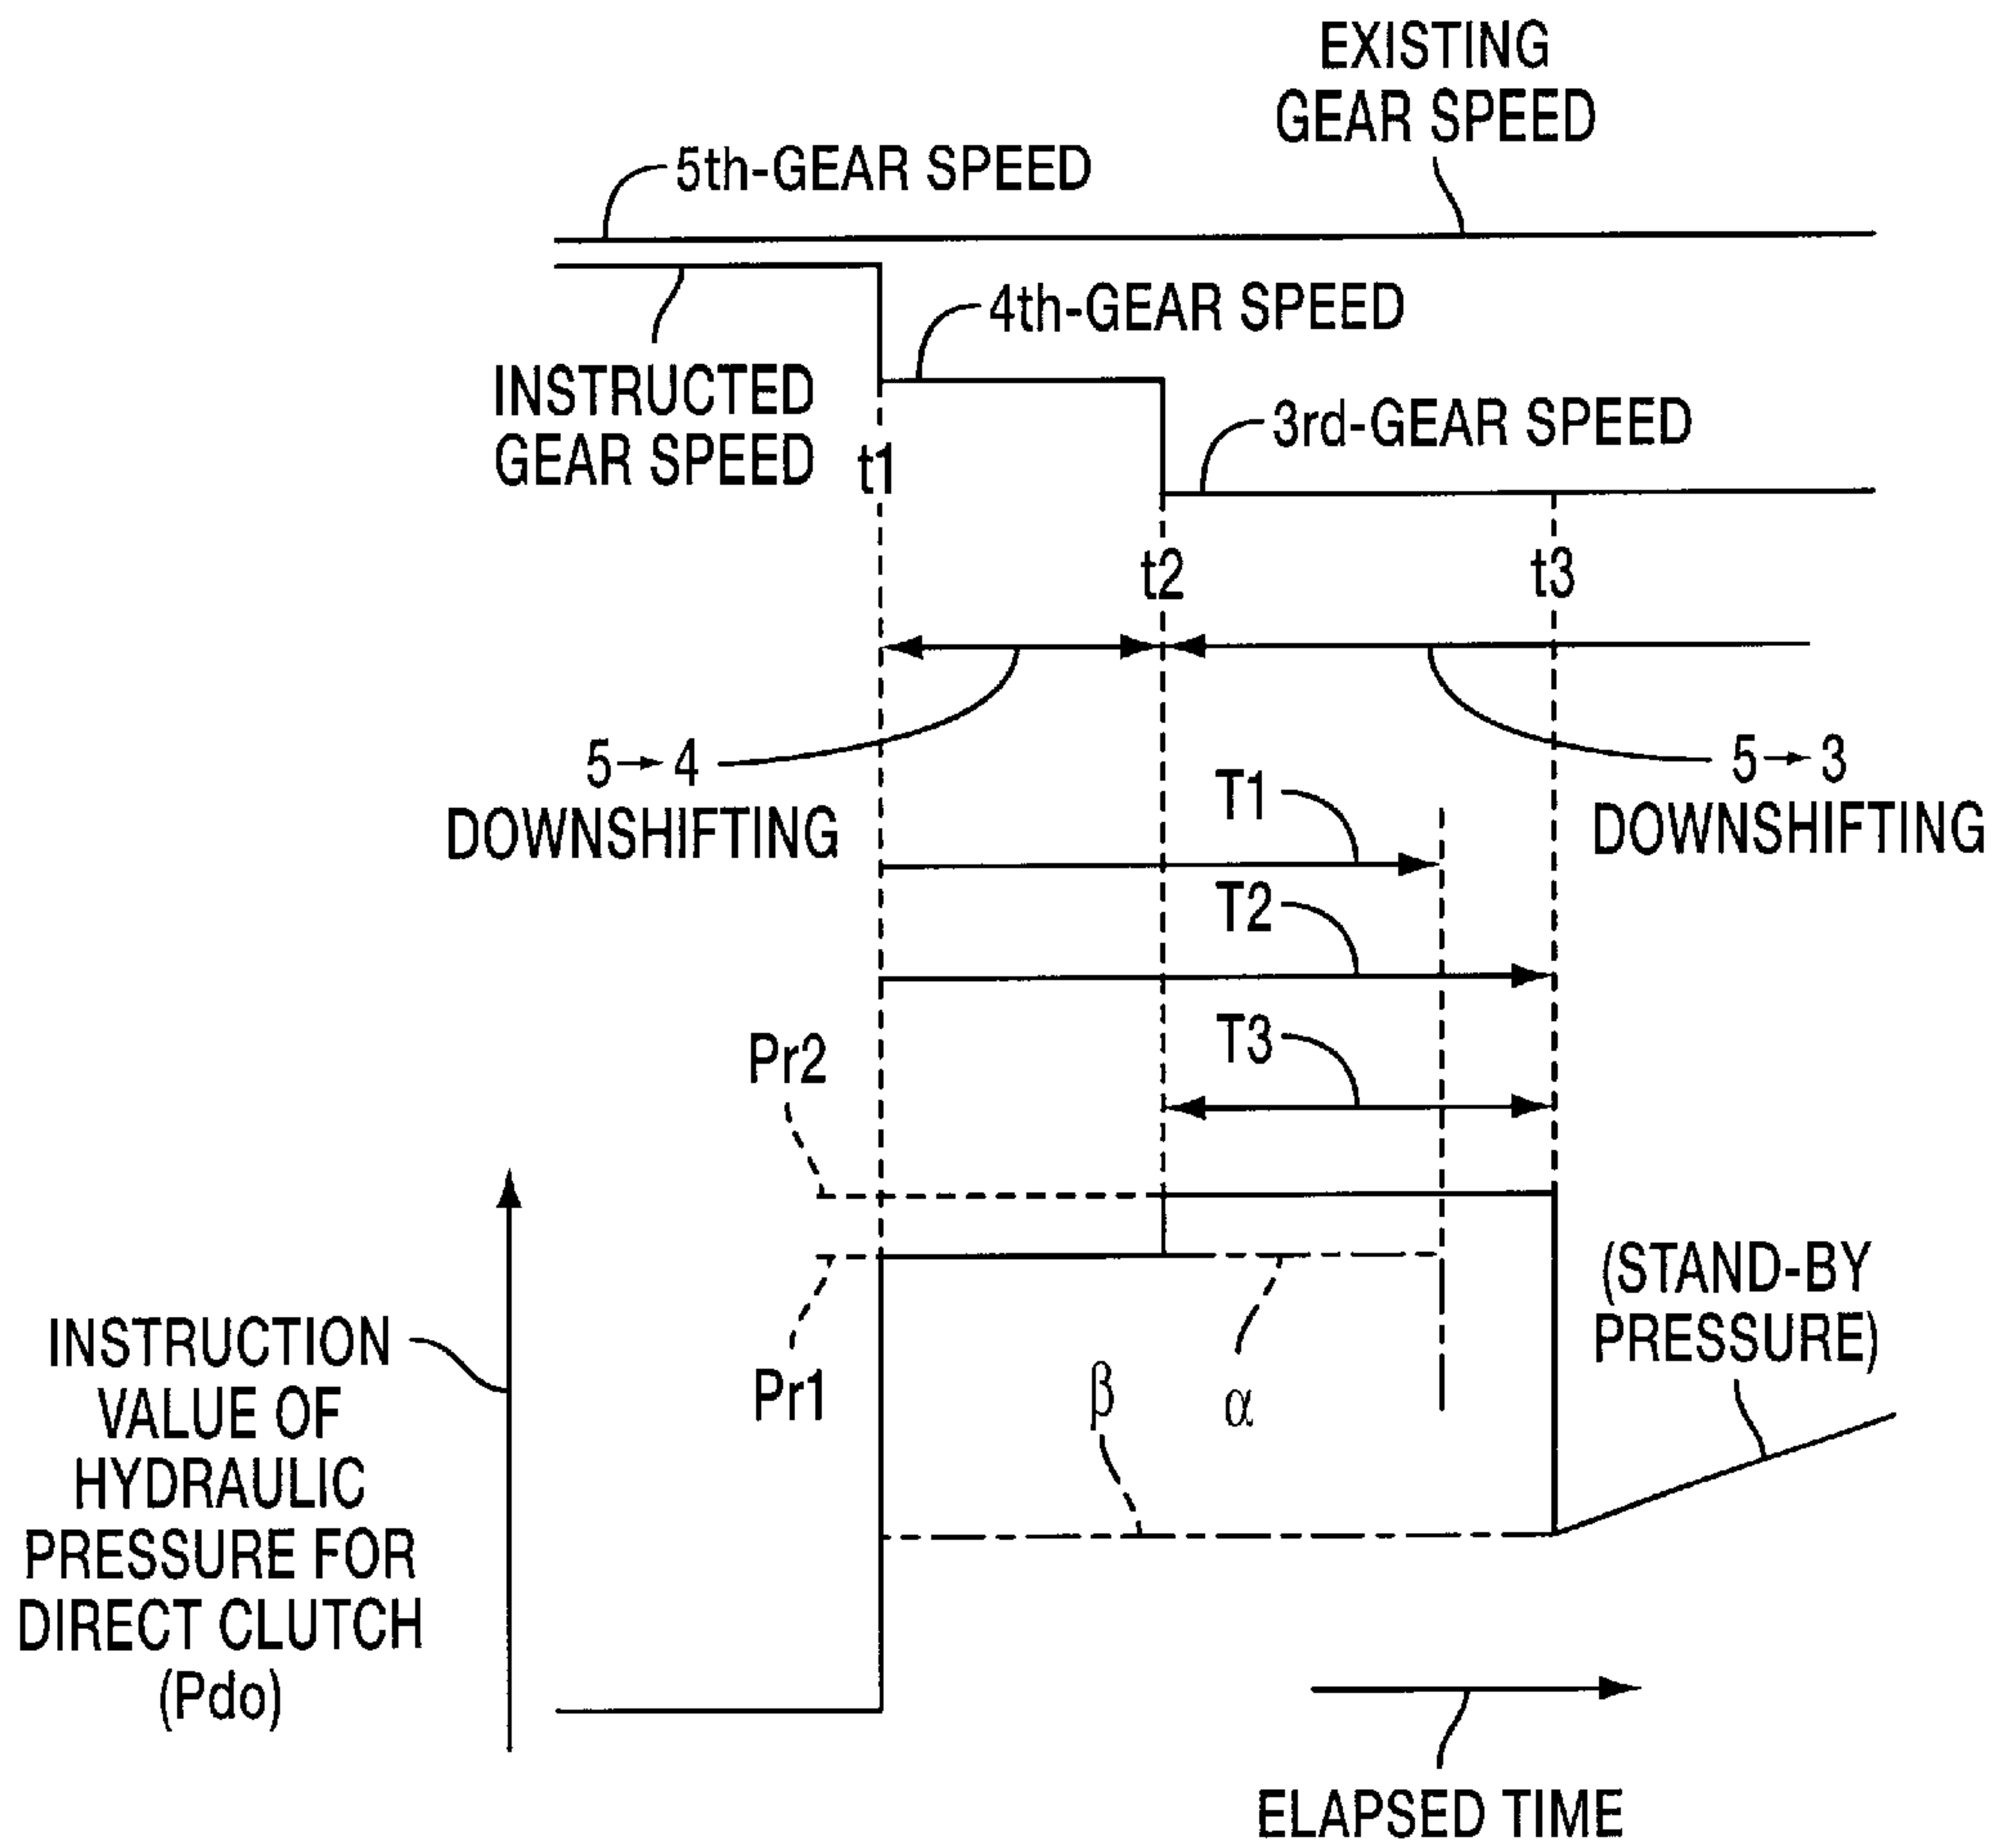 EXISTING
GEAR SPEED
5th-GEAR SPEED
4th-GEAR SPEED
INSTRUCTED
GEAR SPEED
t1
3rd-GEAR SPEED
t2
t3
5→4
DOWNSHIFTING
5→3
DOWNSHIFTING
T1
T2
T3
Pr2
Pr1
(STAND-BY
PRESSURE)
β
α
INSTRUCTION
VALUE OF
HYDRAULIC
PRESSURE FOR
DIRECT CLUTCH
(Pdo)
ELAPSED TIME